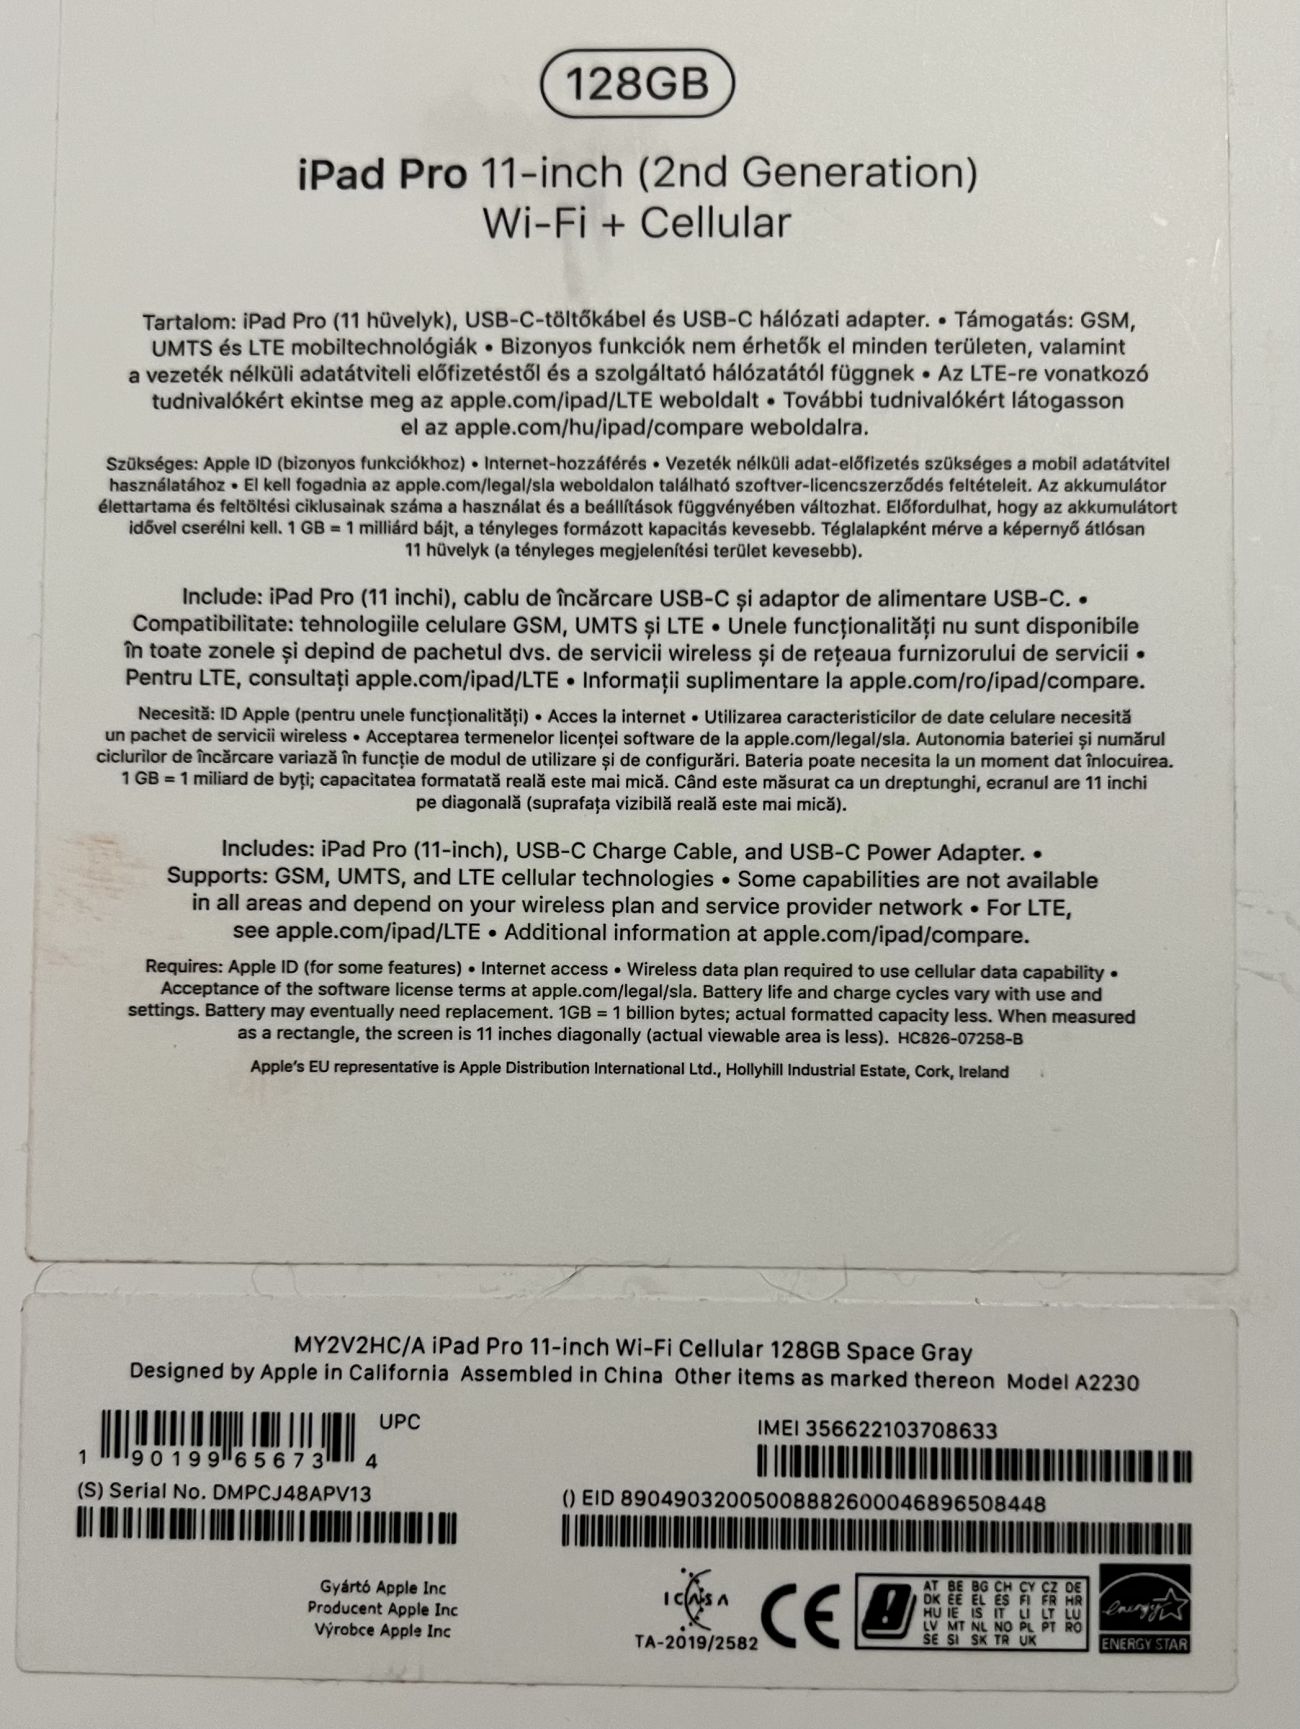 128GB
iPad Pro 11-inch (2nd Generation)
Wi-Fi + Cellular
Tartalom: iPad Pro (11 hüvelyk), USB-C-töltőkábel és USB-C hálózati adapter. • Támogatás: GSM,
UMTS és LTE mobiltechnológiák • Bizonyos funkciók nem érhetők el minden területen, valamint
a vezeték nélküli adatátviteli előfizetéstől és a szolgáltató hálózatától függnek • Az LTE-re vonatkozó
tudnivalókért ekintse meg az apple.com/ipad/LTE weboldalt • További tudnivalókért látogasson
el az apple.com/hu/ipad/compare weboldalra.
Szükséges: Apple ID (bizonyos funkciókhoz) • Internet-hozzáférés • Vezeték nélküli adat-előfizetés szükséges a mobil adatátvitel
használatához • El kell fogadnia az apple.com/legal/sla weboldalon található szoftver-licencszerződés feltételeit. Az akkumulátor
élettartama és feltöltési ciklusainak száma a használat és a beállítások függvényében változhat. Előfordulhat, hogy az akkumulátort
idővel cserélni kell. 1 GB = 1 milliárd bájt, a tényleges formázott kapacitás kevesebb. Téglalapként mérve a képernyő átlósan
11 hüvelyk (a tényleges megjelenítési terület kevesebb).
Include: iPad Pro (11 inchi), cablu de încărcare USB-C și adaptor de alimentare USB-C. •
Compatibilitate: tehnologiile celulare GSM, UMTS și LTE • Unele funcționalități nu sunt disponibile
în toate zonele și depind de pachetul dvs. de servicii wireless și de rețeaua furnizorului de servicii •
Pentru LTE, consultați apple.com/ipad/LTE • Informații suplimentare la apple.com/ro/ipad/compare.
Necesită: ID Apple (pentru unele funcționalități) • Acces la internet • Utilizarea caracteristicilor de date celulare necesită
un pachet de servicii wireless • Acceptarea termenelor licenței software de la apple.com/legal/sla. Autonomia bateriei și numărul
ciclurilor de încărcare variază în funcție de modul de utilizare și de configurări. Bateria poate necesita la un moment dat înlocuirea.
1 GB = 1 miliard de byți; capacitatea formatată reală este mai mică. Când este măsurat ca un dreptunghi, ecranul are 11 inchi
pe diagonală (suprafața vizibilă reală este mai mică).
Includes: iPad Pro (11-inch), USB-C Charge Cable, and USB-C Power Adapter. •
Supports: GSM, UMTS, and LTE cellular technologies • Some capabilities are not available
in all areas and depend on your wireless plan and service provider network • For LTE,
see apple.com/ipad/LTE • Additional information at apple.com/ipad/compare.
Requires: Apple ID (for some features) • Internet access • Wireless data plan required to use cellular data capability •
Acceptance of the software license terms at apple.com/legal/sla. Battery life and charge cycles vary with use and
settings. Battery may eventually need replacement. 1GB = 1 billion bytes; actual formatted capacity less. When measured
as a rectangle, the screen is 11 inches diagonally (actual viewable area is less). HC826-07258-B
Apple's EU representative is Apple Distribution International Ltd., Hollyhill Industrial Estate, Cork, Ireland
MY2V2HC/A iPad Pro 11-inch Wi-Fi Cellular 128GB Space Gray
Designed by Apple in California Assembled in China Other items as marked thereon Model A2230
UPC
1 90199 65673 4
IMEI 356622103708633
(S) Serial No. DMPCJ48APV13
() EID 89049032005008882600046896508448
Gyártó Apple Inc
Producent Apple Inc
Výrobce Apple Inc
ICASA
TA-2019/2582
CE
AT BE BG CH CY CZ DE
DK EE EL ES FI FR HR
HU IE IS IT LI LT LU
LV MT NL NO PL PT RO
SE SI SK TR UK
energy
ENERGY STAR